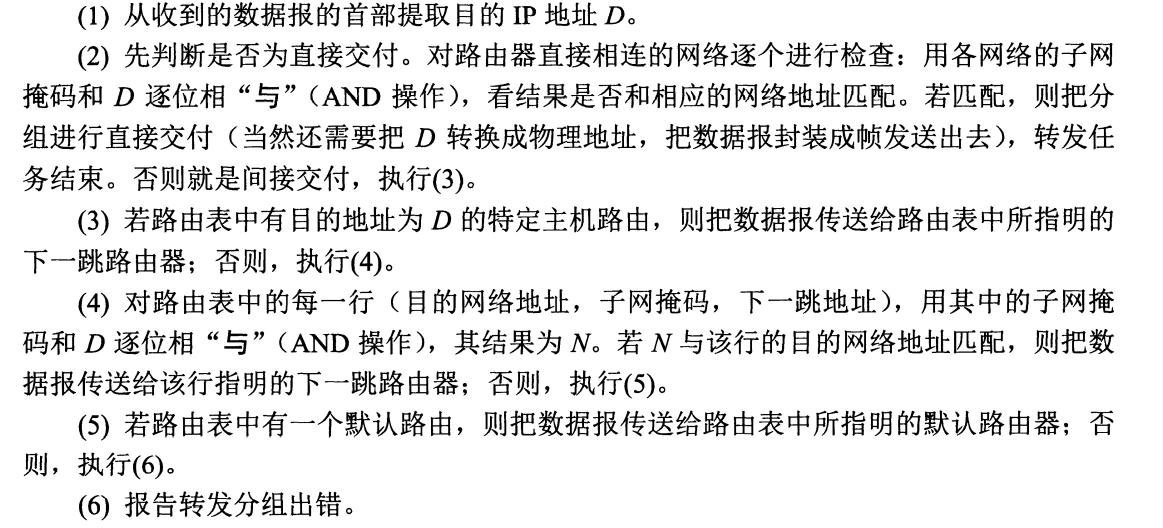 (1) 从收到的数据报的首部提取目的 IP 地址 D。
(2) 先判断是否为直接交付。对路由器直接相连的网络逐个进行检查：用各网络的子网
掩码和 D 逐位相“与”（AND 操作），看结果是否和相应的网络地址匹配。若匹配，则把分
组进行直接交付（当然还需要把 D 转换成物理地址，把数据报封装成帧发送出去），转发任
务结束。否则就是间接交付，执行(3)。
(3) 若路由表中有目的地址为 D 的特定主机路由，则把数据报传送给路由表中所指明的
下一跳路由器；否则，执行(4)。
(4) 对路由表中的每一行（目的网络地址，子网掩码，下一跳地址），用其中的子网掩
码和 D 逐位相“与”（AND 操作），其结果为 N。若 N 与该行的目的网络地址匹配，则把数
据报传送给该行指明的下一跳路由器；否则，执行(5)。
(5) 若路由表中有一个默认路由，则把数据报传送给路由表中所指明的默认路由器；否
则，执行(6)。
(6) 报告转发分组出错。